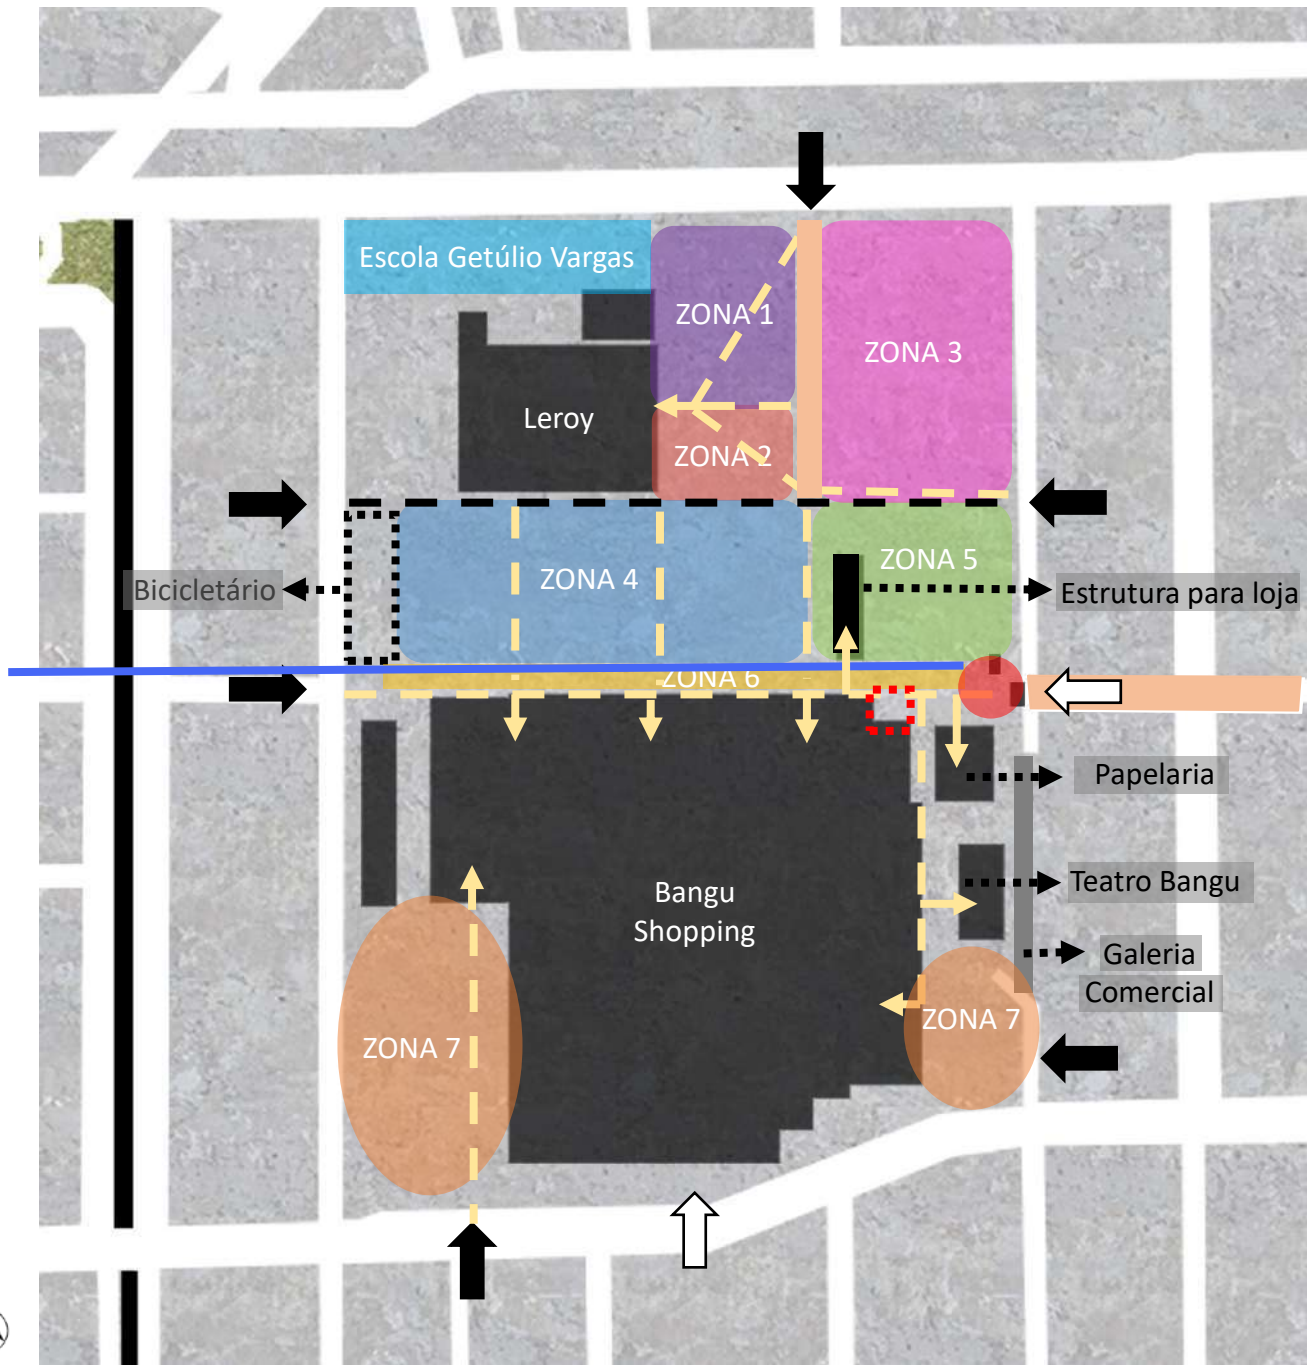 Escola Getúlio Vargas
ZONA 1
ZONA 3
Leroy
ZONA 2
ZONA 4
ZONA 5
Bicicletário
Estrutura para loja
ZONA 6
Papelaria
Bangu
Shopping
Teatro Bangu
Galeria
Comercial
ZONA 7
ZONA 7